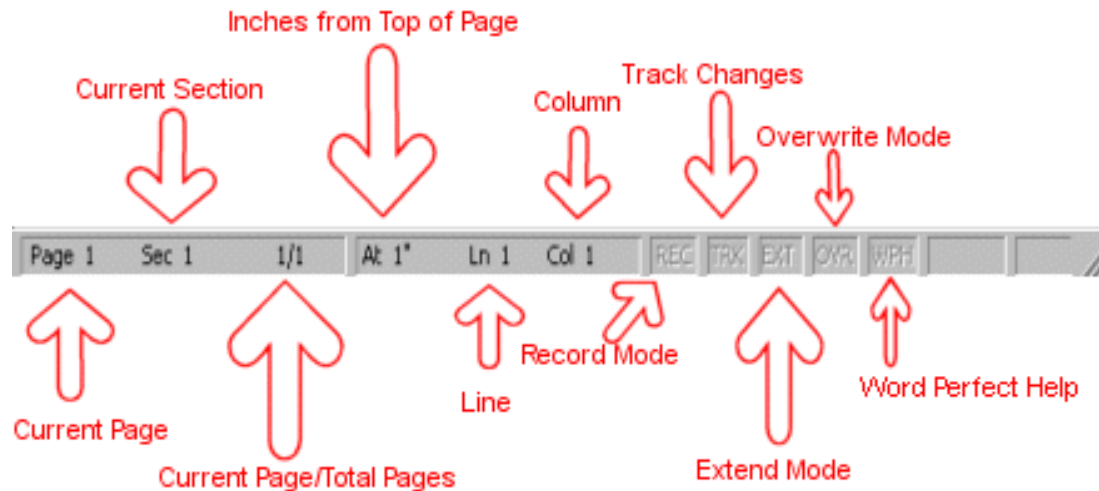 Inches from Top of Page
Track Changes
Current Section
Column
Overwrite Mode
Page 1 Sec 1 1/1 At 1" Ln 1 Col 1 REC TRK EXT OVR WPH
Record Mode
Word Perfect Help
Line
Current Page
Extend Mode
Current Page/Total Pages